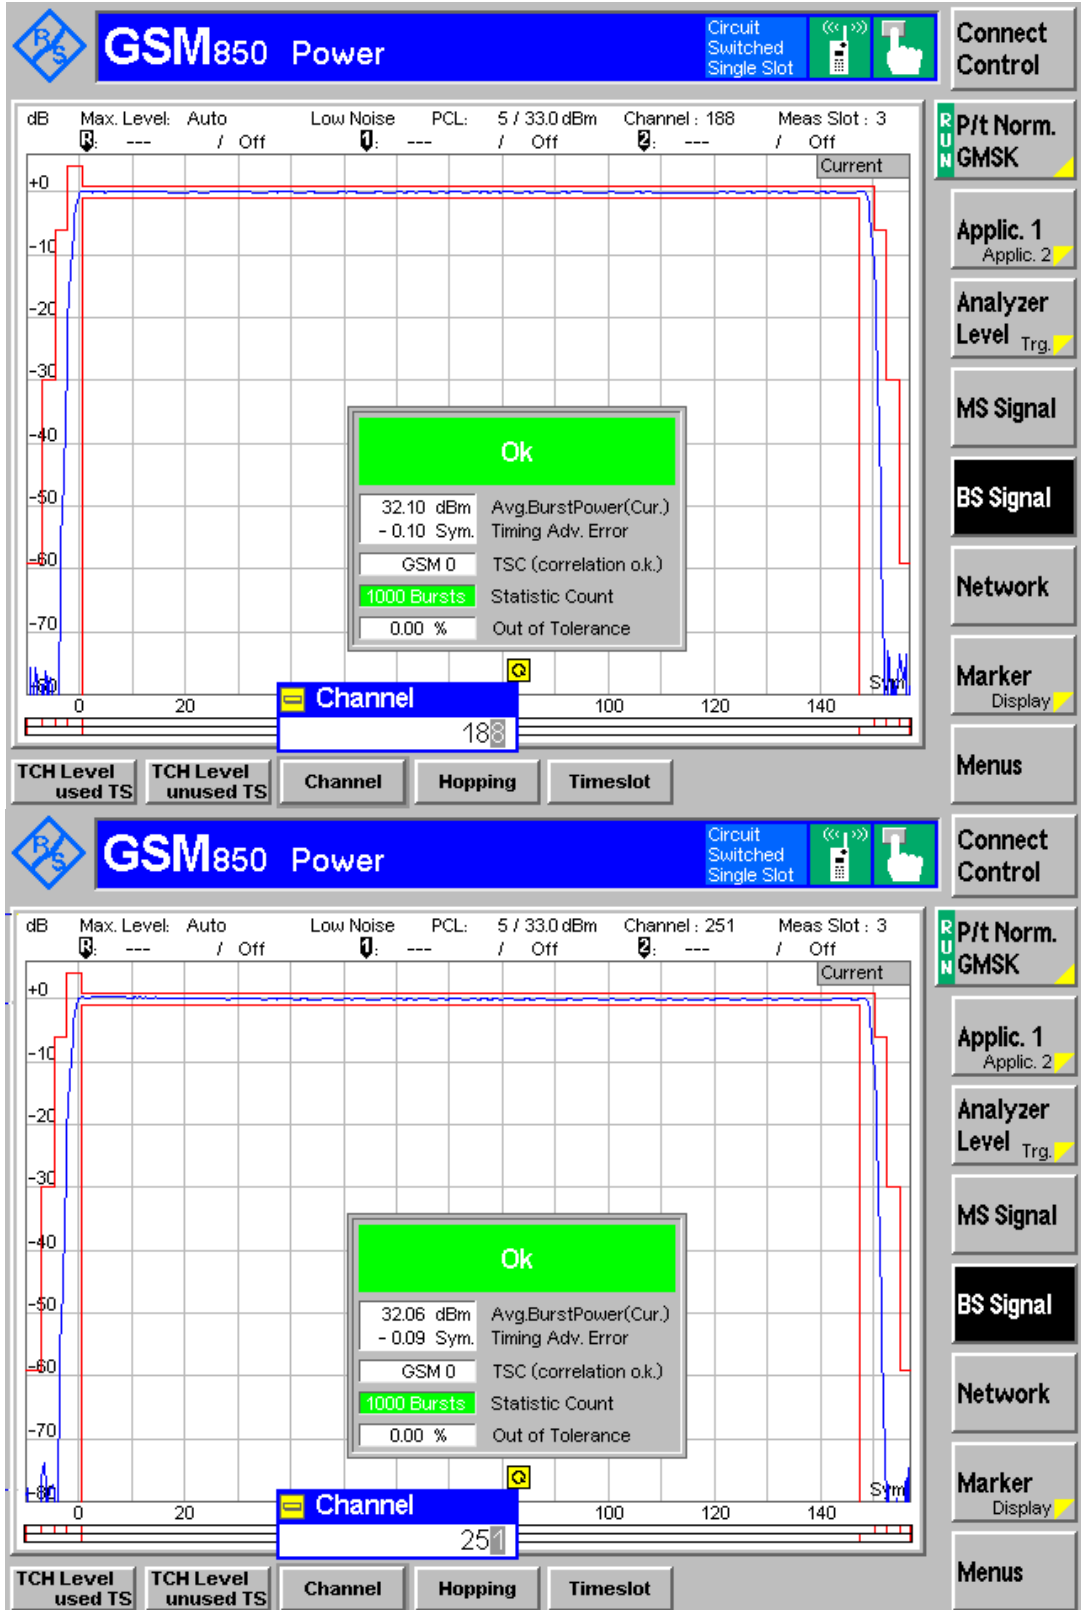 R S
GSM850 Power
Circuit
Switched
Single Slot
Connect
Control
dB Max. Level: Auto Low Noise PCL: 5 / 33.0 dBm Channel : 188 Meas Slot : 3
: --- / Off 1: --- / Off 2: --- / Off
Current
RUN
P/t Norm.
GMSK
Applic. 1
Applic. 2
Analyzer
Level Trg.
MS Signal
BS Signal
Network
Marker
Display
Menus
+0
-10
-20
-30
-40
-50
-60
-70
-80
Ok
32.10 dBm Avg.BurstPower(Cur.)
- 0.10 Sym. Timing Adv. Error
GSM 0 TSC (correlation o.k.)
1000 Bursts Statistic Count
0.00 % Out of Tolerance
Sym
0 20 100 120 140
Channel
188
TCH Level
used TS
TCH Level
unused TS
Channel
Hopping
Timeslot
R S
GSM850 Power
Circuit
Switched
Single Slot
Connect
Control
dB Max. Level: Auto Low Noise PCL: 5 / 33.0 dBm Channel : 251 Meas Slot : 3
: --- / Off 1: --- / Off 2: --- / Off
Current
RUN
P/t Norm.
GMSK
Applic. 1
Applic. 2
Analyzer
Level Trg.
MS Signal
BS Signal
Network
Marker
Display
Menus
+0
-10
-20
-30
-40
-50
-60
-70
-80
Ok
32.06 dBm Avg.BurstPower(Cur.)
- 0.09 Sym. Timing Adv. Error
GSM 0 TSC (correlation o.k.)
1000 Bursts Statistic Count
0.00 % Out of Tolerance
Sym
0 20 100 120 140
Channel
251
TCH Level
used TS
TCH Level
unused TS
Channel
Hopping
Timeslot